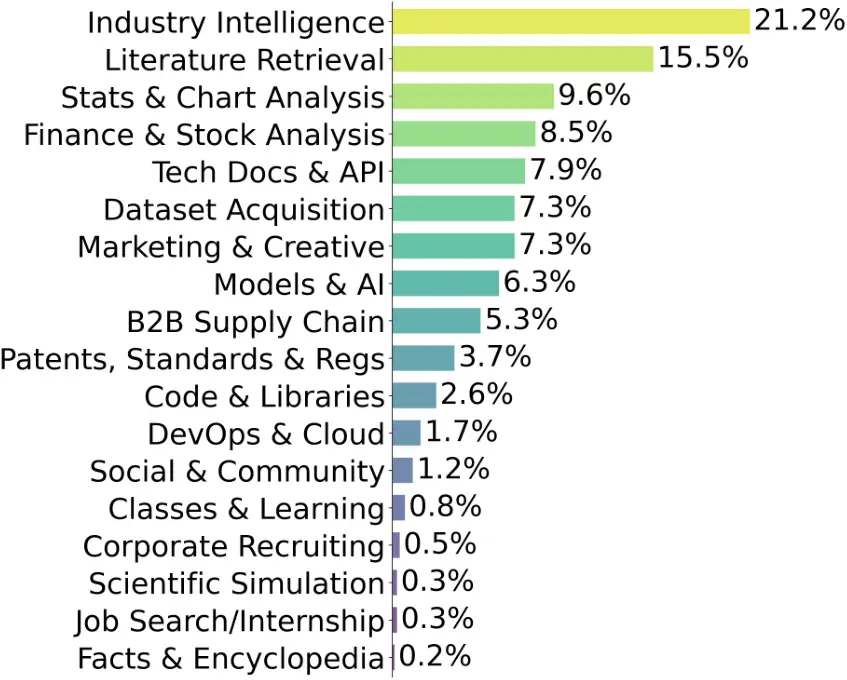 Industry Intelligence 21.2%
Literature Retrieval 15.5%
Stats & Chart Analysis 9.6%
Finance & Stock Analysis 8.5%
Tech Docs & API 7.9%
Dataset Acquisition 7.3%
Marketing & Creative 7.3%
Models & AI 6.3%
B2B Supply Chain 5.3%
Patents, Standards & Regs 3.7%
Code & Libraries 2.6%
DevOps & Cloud 1.7%
Social & Community 1.2%
Classes & Learning 0.8%
Corporate Recruiting 0.5%
Scientific Simulation 0.3%
Job Search/Internship 0.3%
Facts & Encyclopedia 0.2%